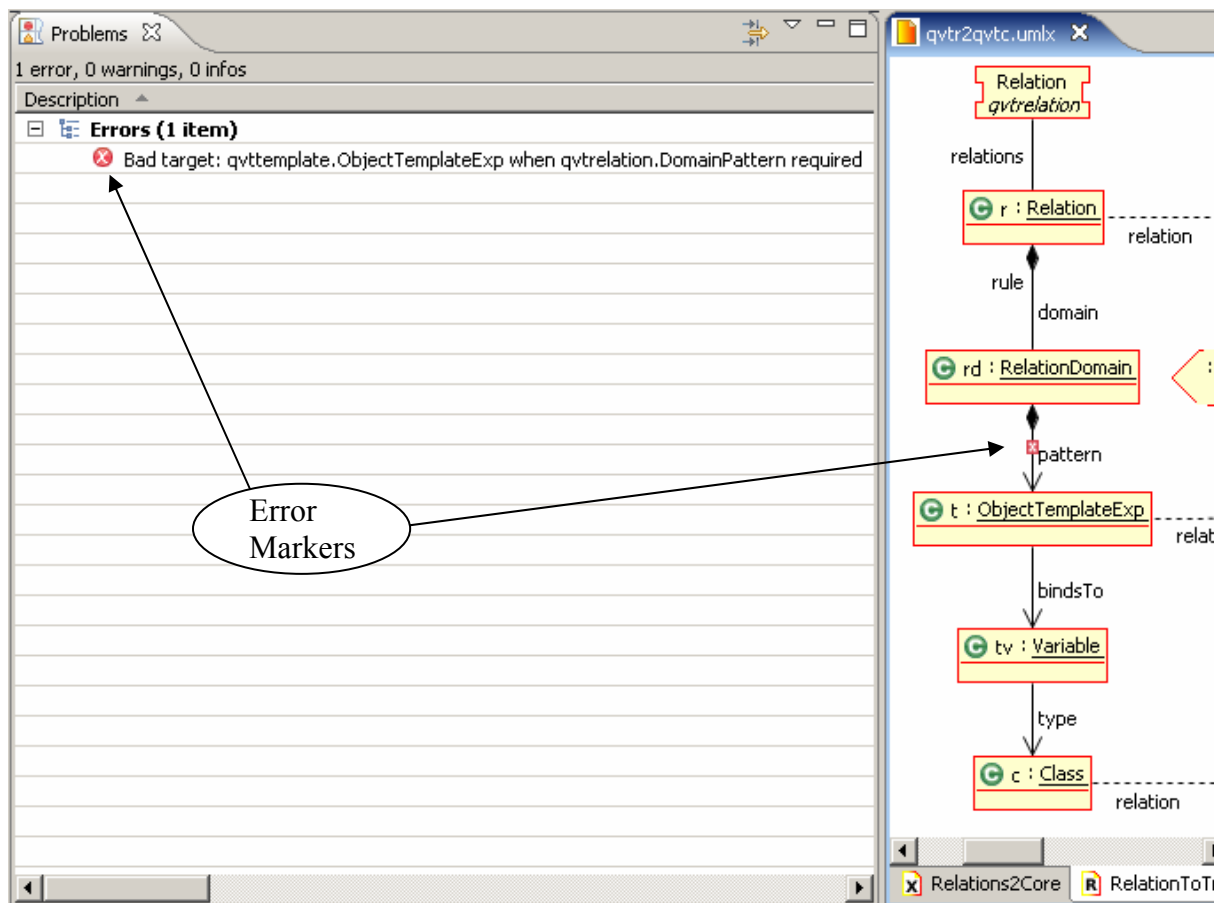 Problems
1 error, 0 warnings, 0 infos
Description
Errors (1 item)
Bad target: qvttemplate.ObjectTemplateExp when qvtrelation.DomainPattern required
Error
Markers
qvtr2qvtc.umlx
Relation
qvtrelation
relations
r : Relation
relation
rule
domain
rd : RelationDomain
:
pattern
t : ObjectTemplateExp
relat
bindsTo
tv : Variable
type
c : Class
relation
Relations2Core
RelationToTr